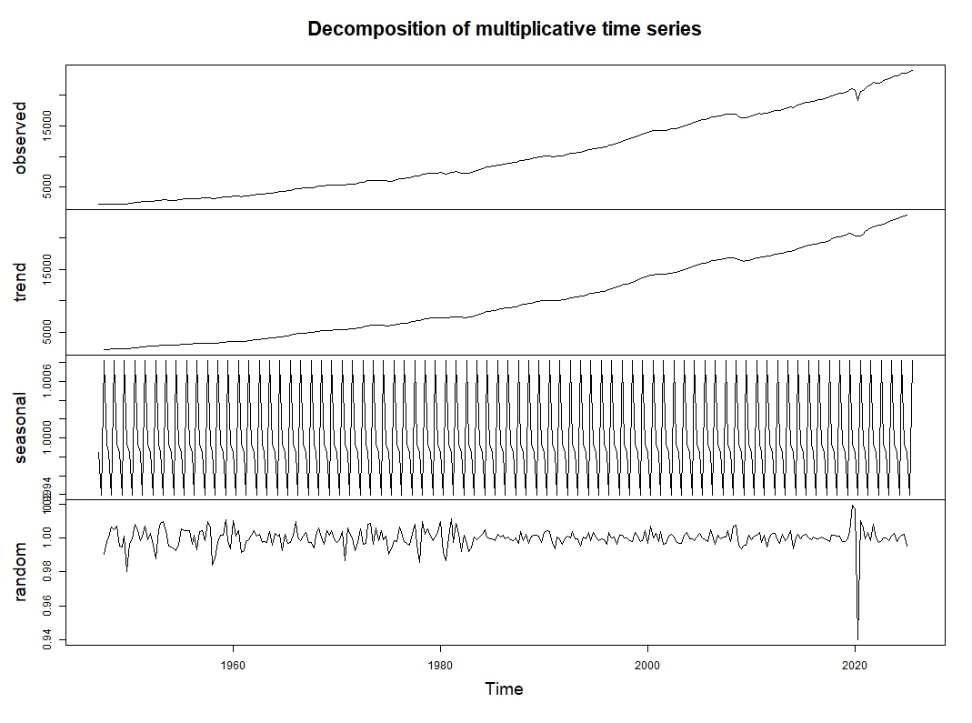 Decomposition of multiplicative time series
observed
15000
5000
trend
15000
5000
seasonal
1.0006
1.0000
random
1.00
0.98
0.96
0.94
1960 1980 2000 2020
Time